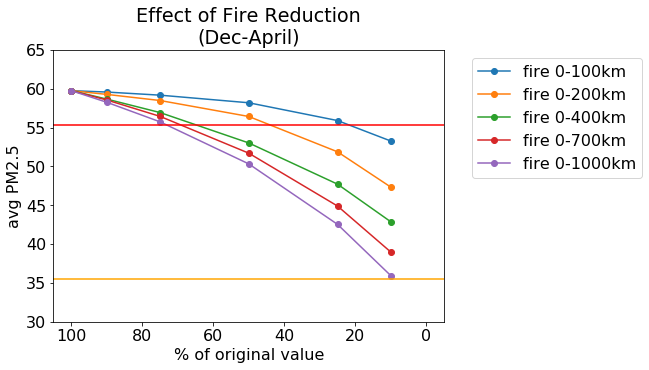 Effect of Fire Reduction
(Dec-April)
65
60
55
50
45
40
35
30
avg PM2.5
100 80 60 40 20 0
% of original value
fire 0-100km
fire 0-200km
fire 0-400km
fire 0-700km
fire 0-1000km